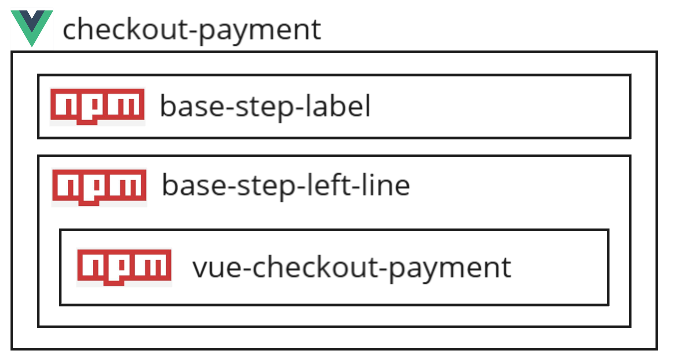 checkout-payment
npm base-step-label
npm base-step-left-line
npm vue-checkout-payment